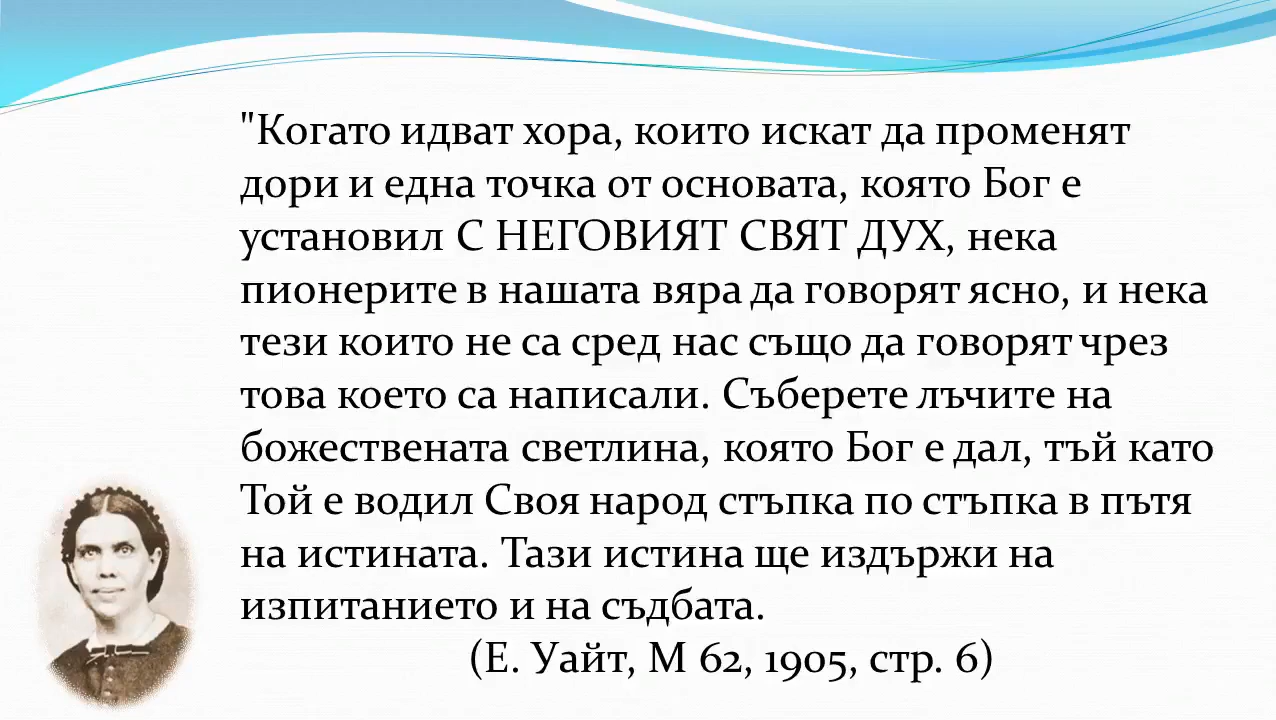 "Когато идват хора, които искат да променят
дори и една точка от основата, която Бог е
установил С НЕГОВИЯТ СВЯТ ДУХ, нека
пионерите в нашата вяра да говорят ясно, и нека
тези които не са сред нас също да говорят чрез
това което са написали. Съберете лъчите на
божествената светлина, която Бог е дал, тъй като
Той е водил Своя народ стъпка по стъпка в пътя
на истината. Тази истина ще издържи на
изпитанието и на съдбата.
(Е. Уайт, М 62, 1905, стр. 6)